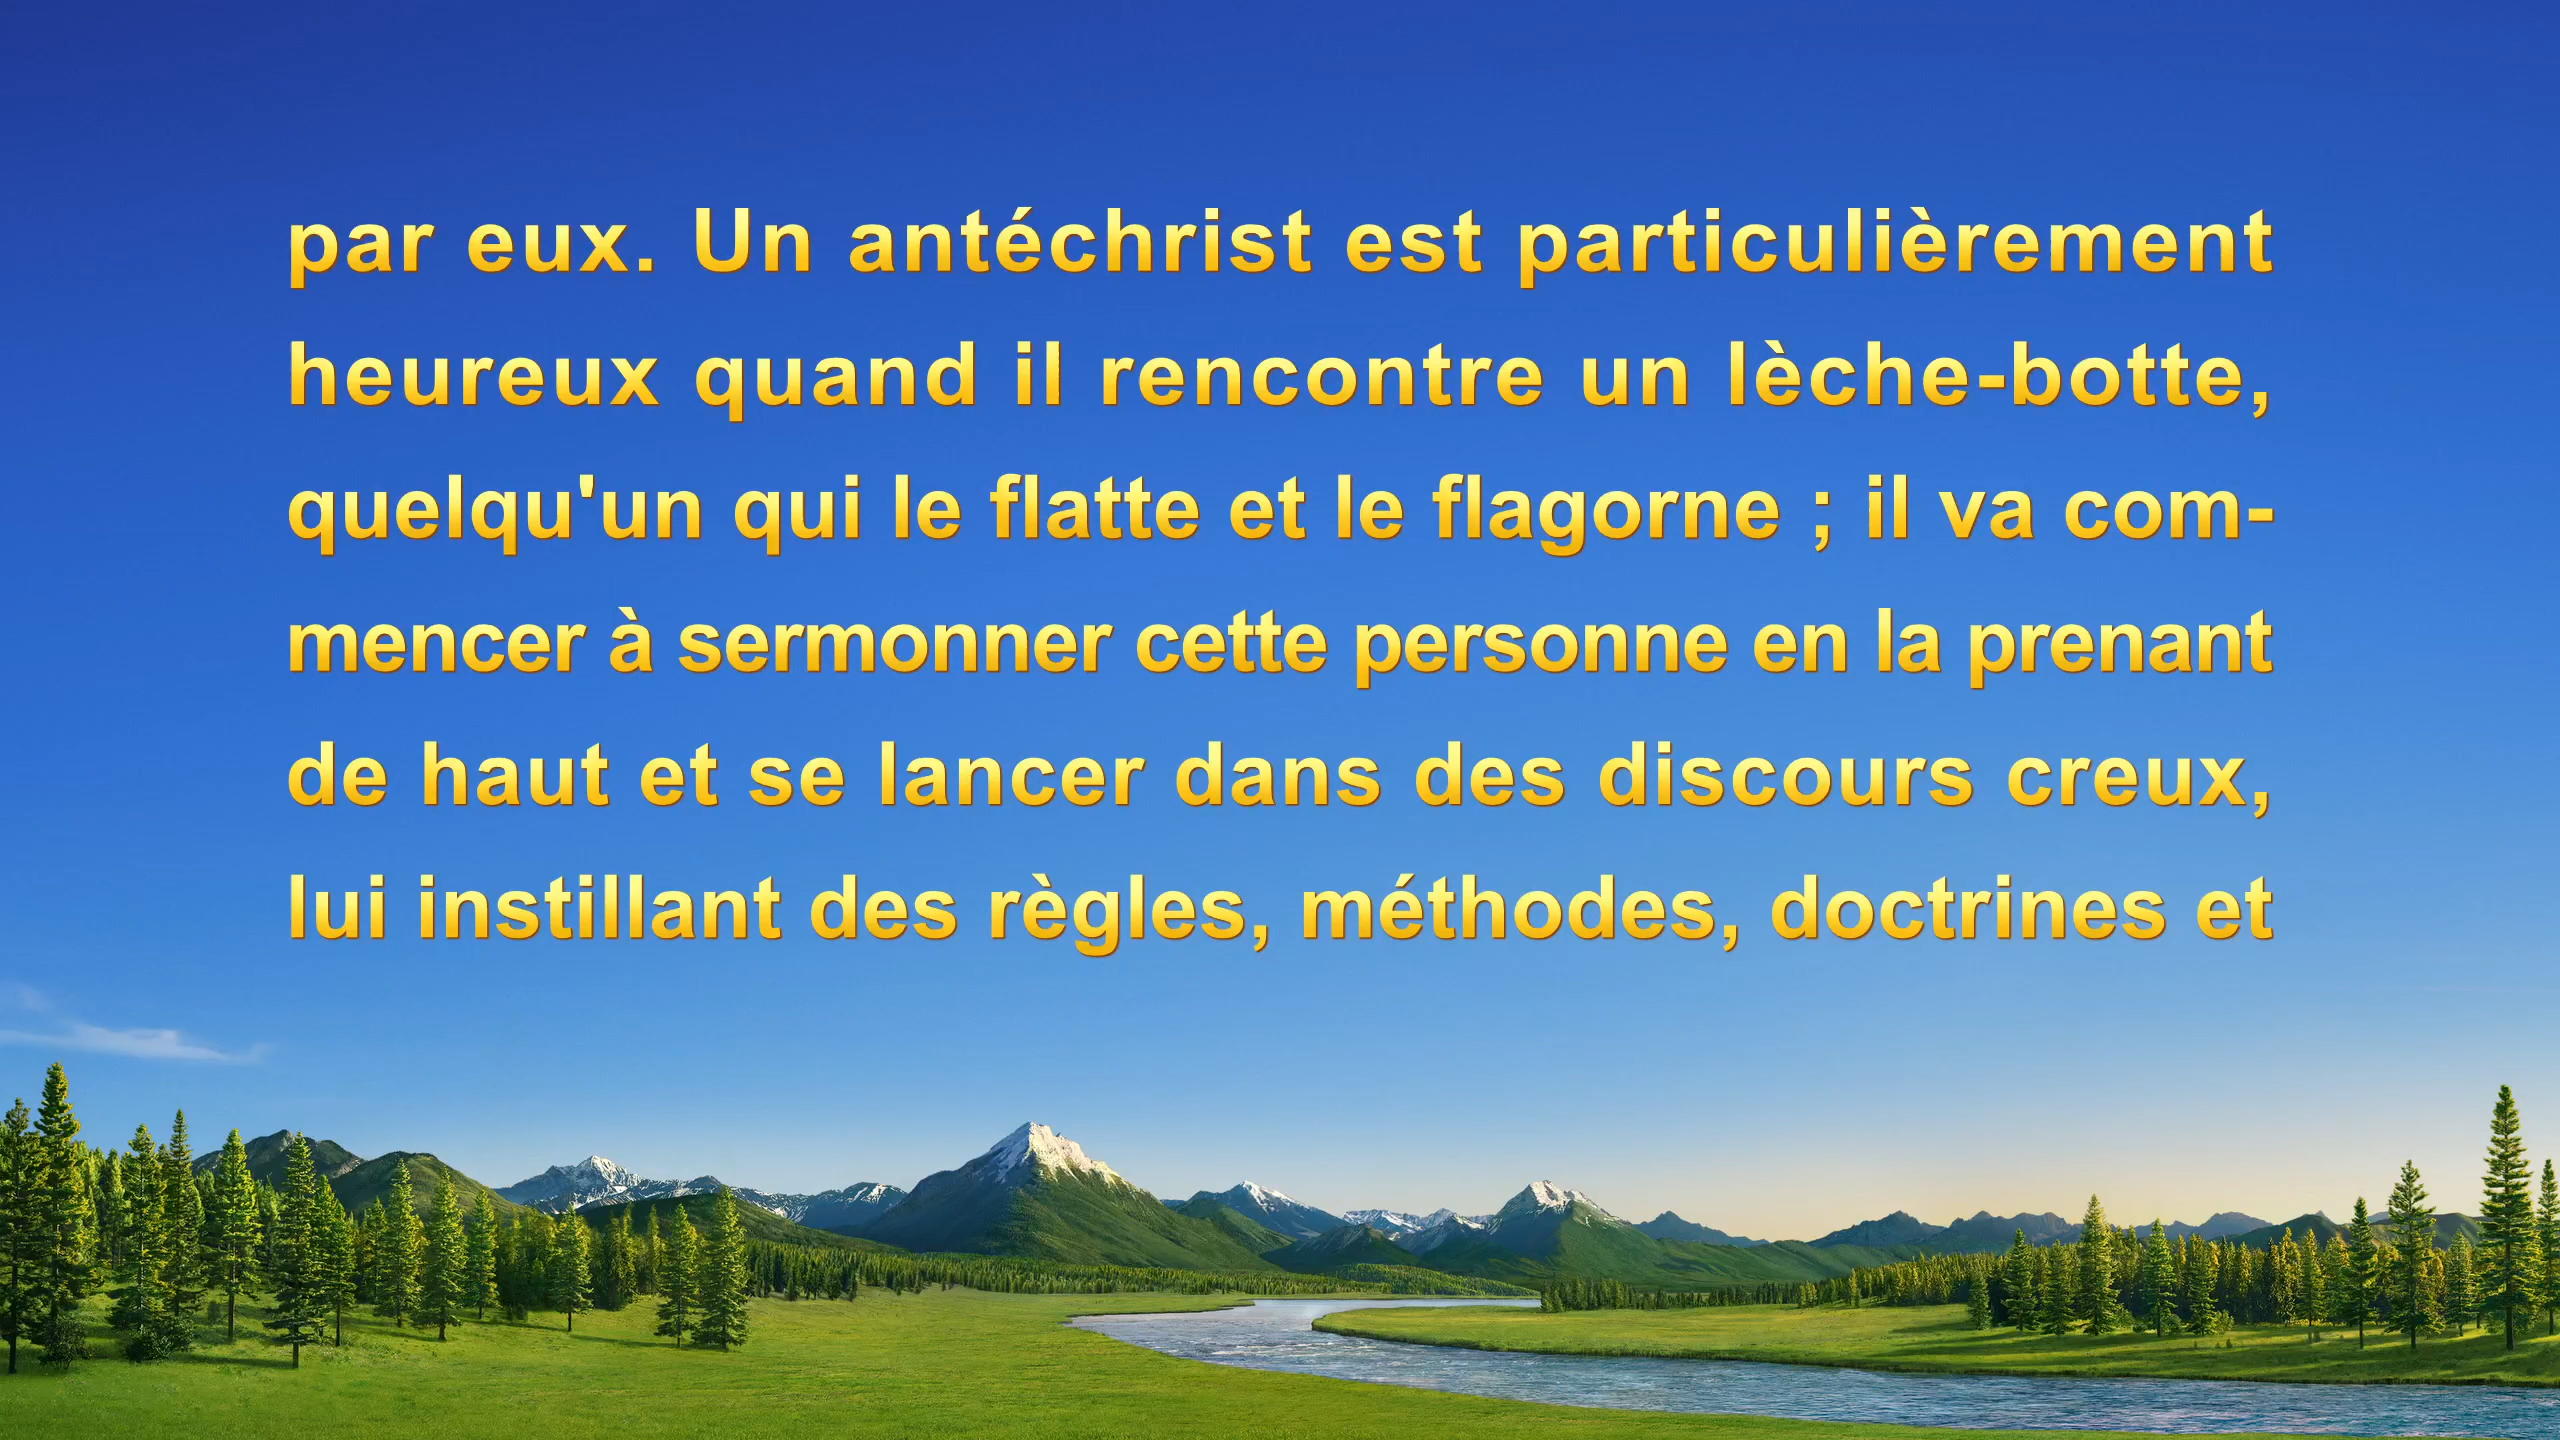 par eux. Un antéchrist est particulièrement
heureux quand il rencontre un lèche-botte,
quelqu'un qui le flatte et le flagorne ; il va com-
mencer à sermonner cette personne en la prenant
de haut et se lancer dans des discours creux,
lui instillant des règles, méthodes, doctrines et